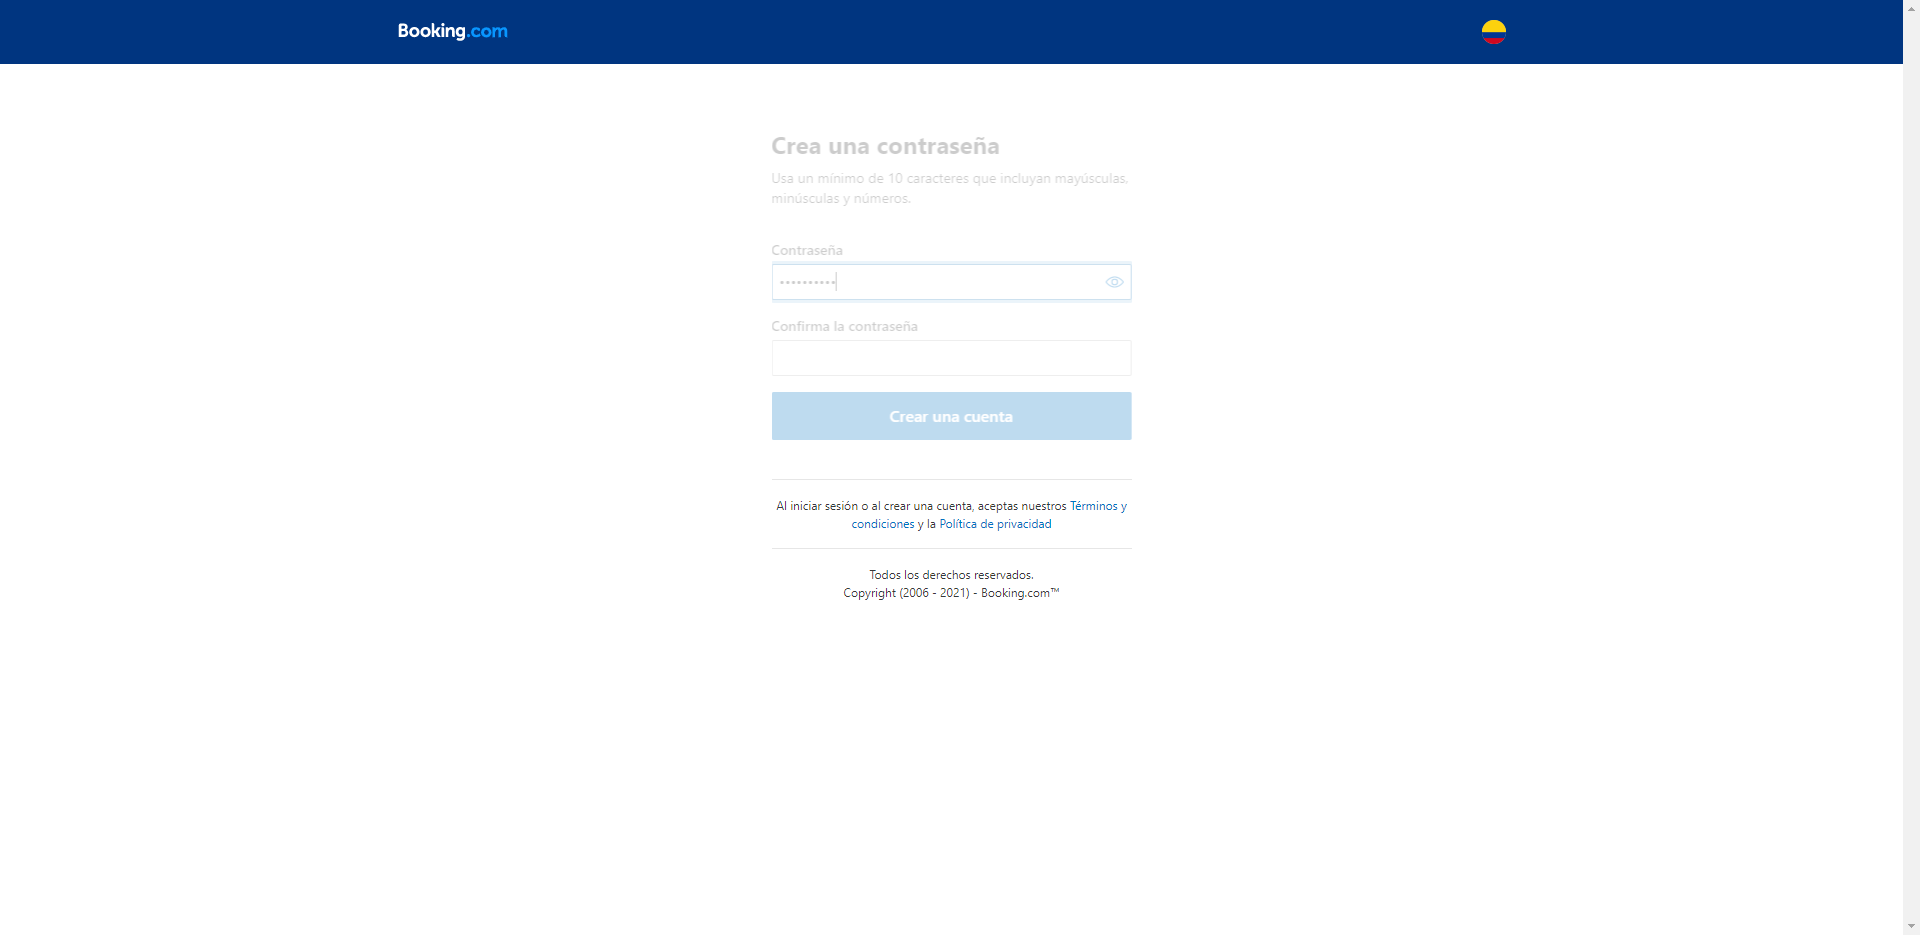 Booking.com
Crea una contraseña
Usa un mínimo de 10 caracteres que incluyan mayúsculas,
minúsculas y números.
Contraseña
••••••••••
Confirma la contraseña
Crear una cuenta
Al iniciar sesión o al crear una cuenta, aceptas nuestros Términos y
condiciones y la Política de privacidad
Todos los derechos reservados.
Copyright (2006 - 2021) - Booking.com™